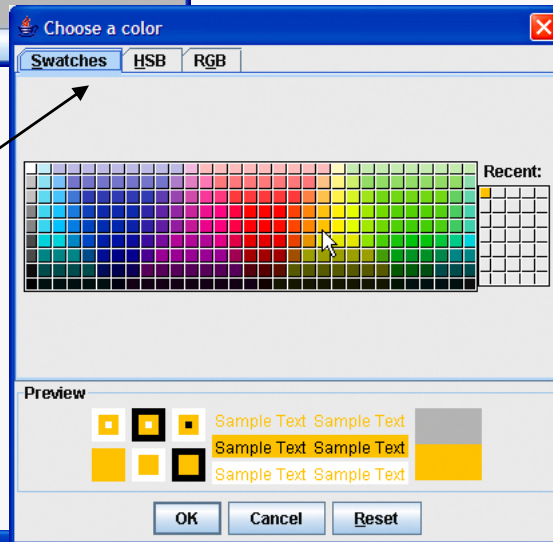 Choose a color
Swatches HSB RGB
Recent:
Preview
Sample Text Sample Text
Sample Text Sample Text
Sample Text Sample Text
OK Cancel Reset